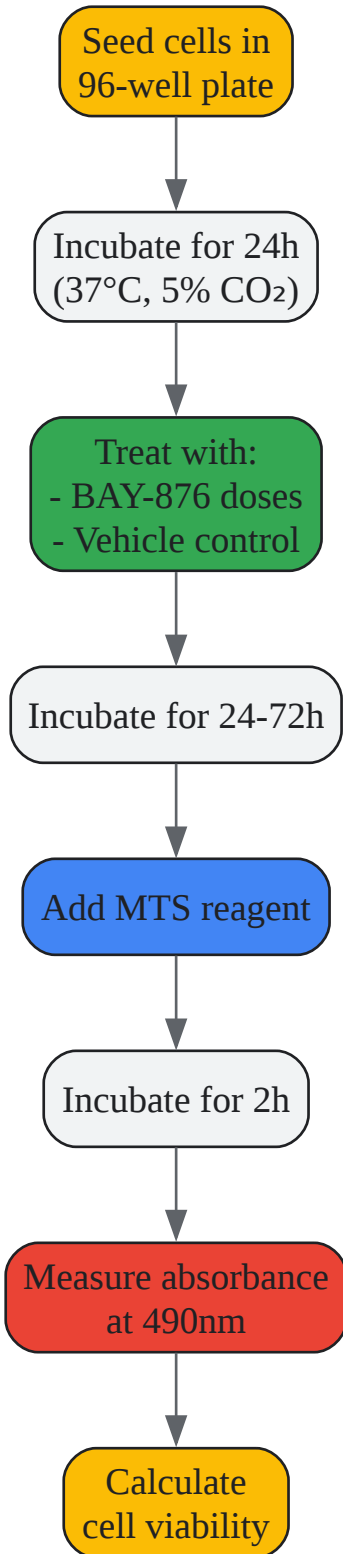 Seed cells in
96-well plate
Incubate for 24h
(37°C, 5% CO₂)
Treat with:
- BAY-876 doses
- Vehicle control
Incubate for 24-72h
Add MTS reagent
Incubate for 2h
Measure absorbance
at 490nm
Calculate
cell viability